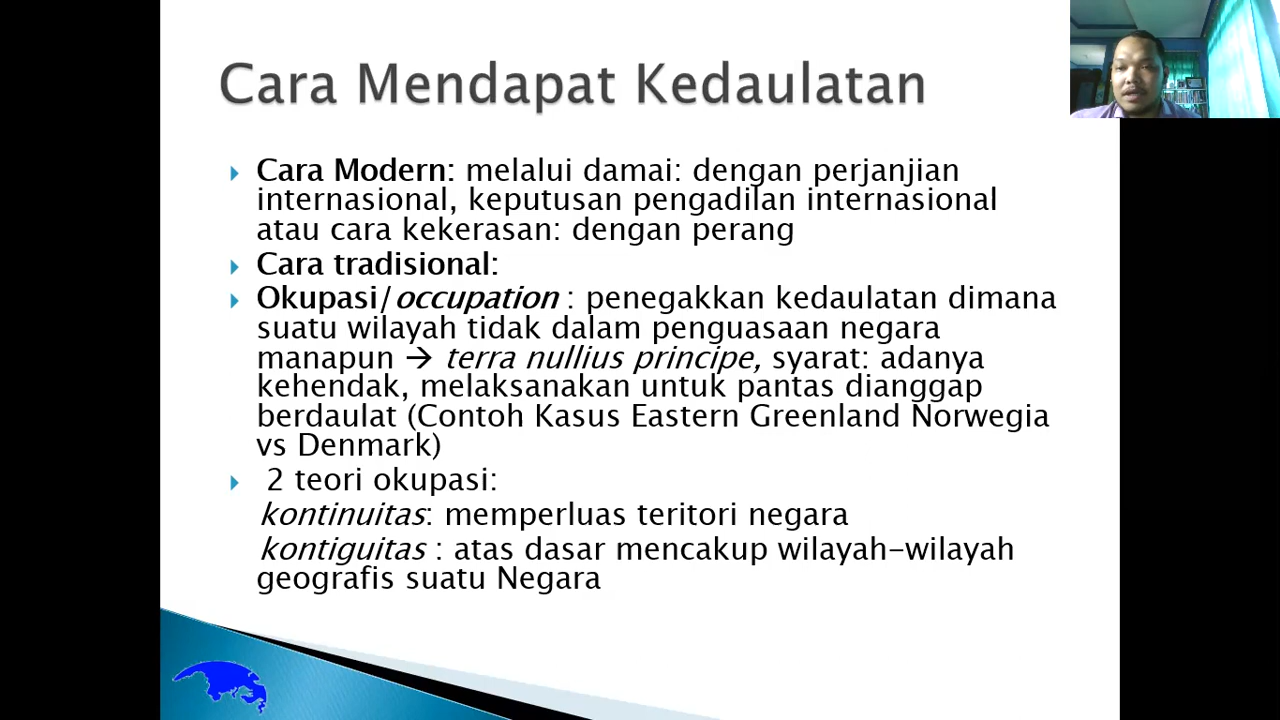 Cara Mendapat Kedaulatan
Cara Modern: melalui damai: dengan perjanjian
internasional, keputusan pengadilan internasional
atau cara kekerasan: dengan perang
Cara tradisional:
Okupasi/occupation : penegakkan kedaulatan dimana
suatu wilayah tidak dalam penguasaan negara
manapun → terra nullius principe, syarat: adanya
kehendak, melaksanakan untuk pantas dianggap
berdaulat (Contoh Kasus Eastern Greenland Norwegia
vs Denmark)
2 teori okupasi:
kontinuitas: memperluas teritori negara
kontiguitas : atas dasar mencakup wilayah-wilayah
geografis suatu Negara